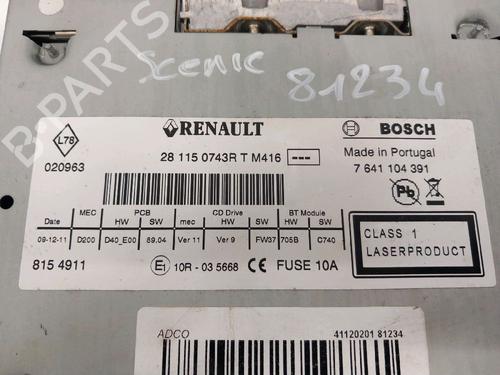 B-PARTS
Scenic
81234
L78
020963
RENAULT
28 115 0743R T M416 ---
BOSCH
Made in Portugal
7 641 104 391
Pb
MEC PCB CD Drive BT Module
Date HW SW mec HW SW HW SW
09-12-11 D200 D40_E00 89.04 Ver 11 Ver 9 FW37 705B C740
815 4911
E1 10R - 03 5668 CE FUSE 10A
CLASS 1
LASERPRODUCT
ADCO 41120201 81234